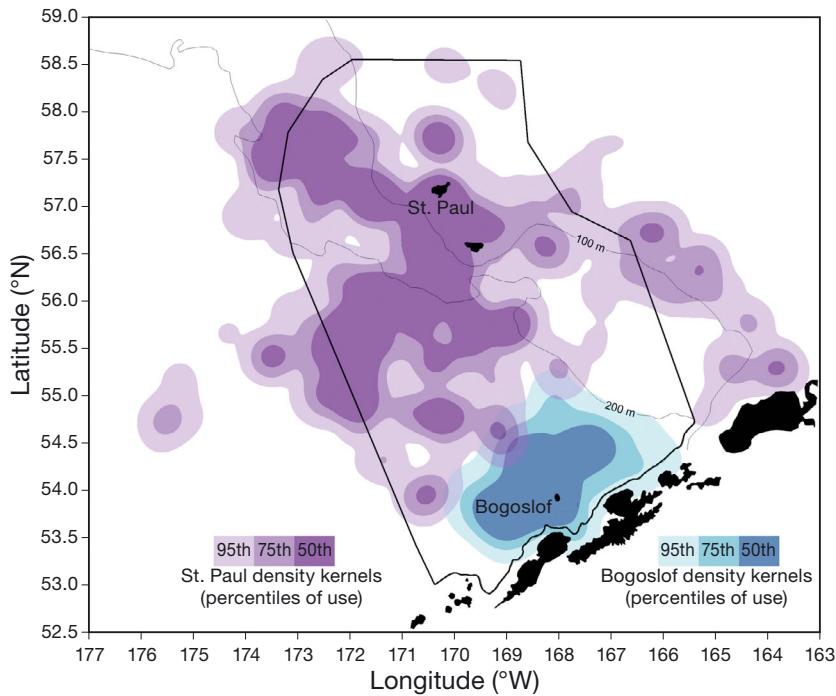 59.0
58.5
58.0
57.5
57.0
56.5
56.0
55.5
55.0
54.5
54.0
53.5
53.0
52.5
Latitude (°N)
St. Paul
100 m
200 m
Bogoslof
95th 75th 50th
St. Paul density kernels
(percentiles of use)
95th 75th 50th
Bogoslof density kernels
(percentiles of use)
177 176 175 174 173 172 171 170 169 168 167 166 165 164 163
Longitude (°W)